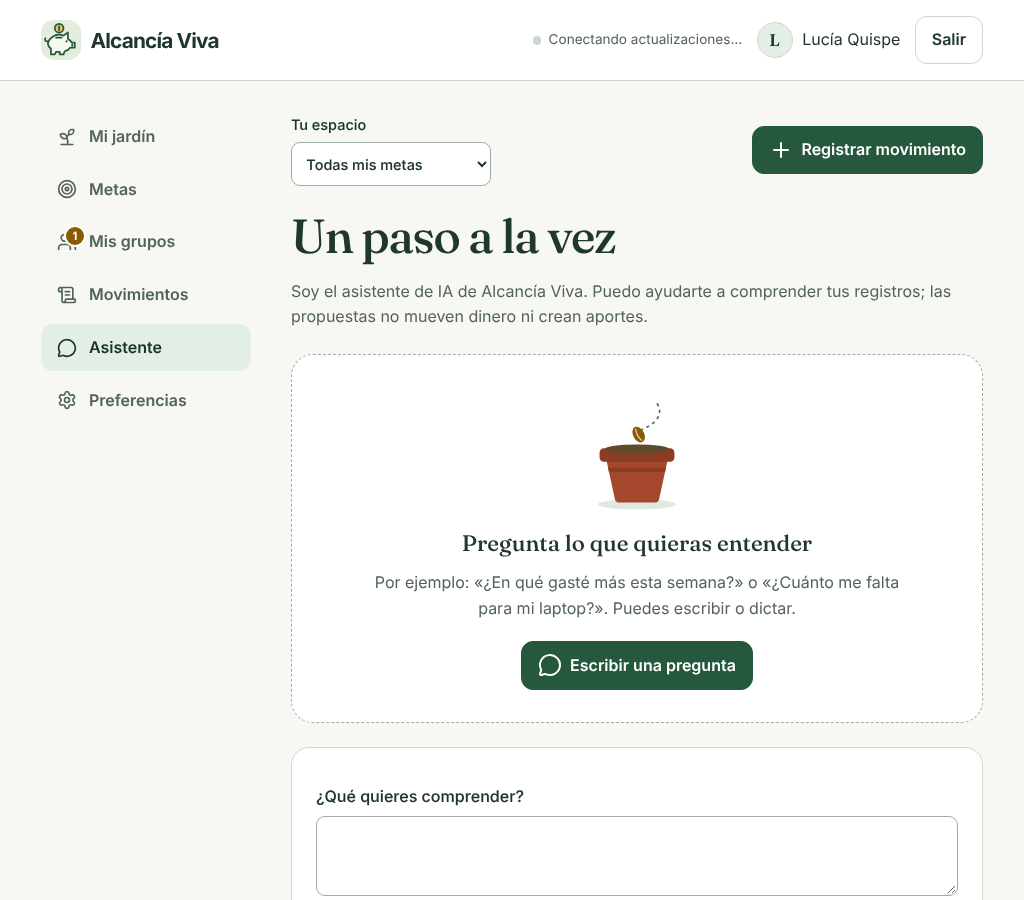 Alcancía Viva
Conectando actualizaciones...
L
Lucía Quispe
Salir
Mi jardín
Metas
1
Mis grupos
Movimientos
Asistente
Preferencias
Tu espacio
Todas mis metas
Registrar movimiento
Un paso a la vez
Soy el asistente de IA de Alcancía Viva. Puedo ayudarte a comprender tus registros; las
propuestas no mueven dinero ni crean aportes.
Pregunta lo que quieras entender
Por ejemplo: «¿En qué gasté más esta semana?» o «¿Cuánto me falta
para mi laptop?». Puedes escribir o dictar.
Escribir una pregunta
¿Qué quieres comprender?